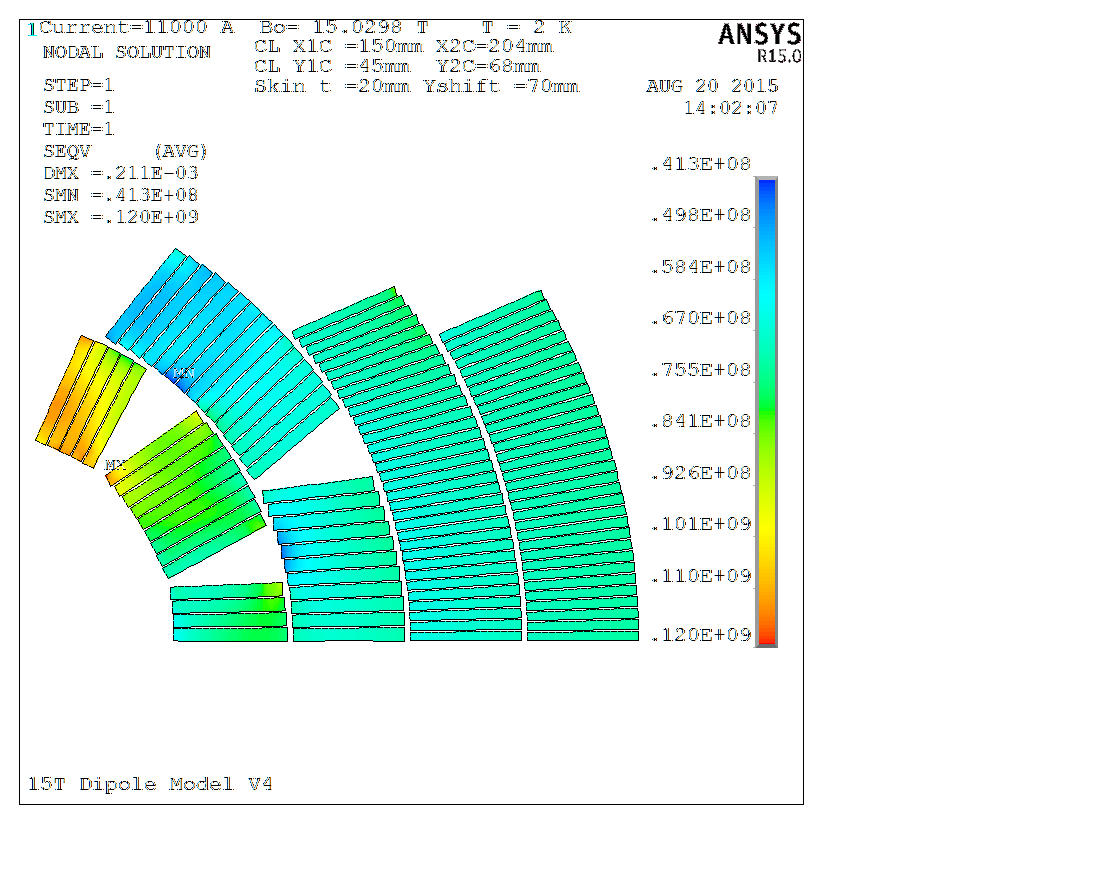 1Current=11000 A Bo= 15.0298 T T = 2 K
ANSYS
R15.0
NODAL SOLUTION
CL X1C =150mm X2C=204mm
CL Y1C =45mm Y2C=68mm
Skin t =20mm Yshift =70mm
STEP=1
SUB =1
TIME=1
SEQV (AVG)
DMX =.211E-03
SMN =.413E+08
SMX =.120E+09
AUG 20 2015
14:02:07
.413E+08
.498E+08
.584E+08
.670E+08
.755E+08
.841E+08
.926E+08
.101E+09
.110E+09
.120E+09
MN
MX
15T Dipole Model V4